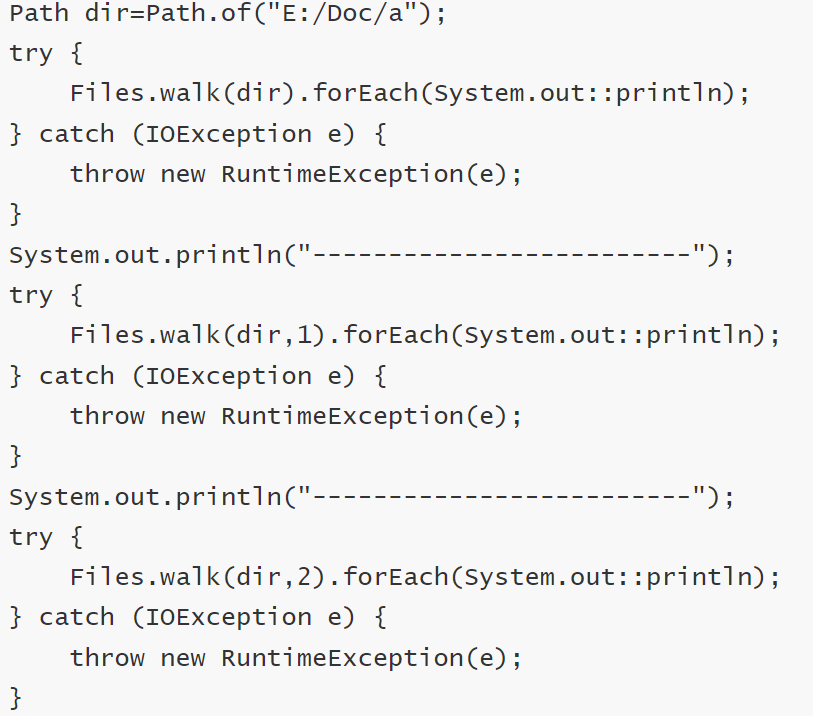 Path dir=Path.of("E:/Doc/a");
try {
    Files.walk(dir).forEach(System.out::println);
} catch (IOException e) {
    throw new RuntimeException(e);
}
System.out.println("-------------------------");
try {
    Files.walk(dir,1).forEach(System.out::println);
} catch (IOException e) {
    throw new RuntimeException(e);
}
System.out.println("-------------------------");
try {
    Files.walk(dir,2).forEach(System.out::println);
} catch (IOException e) {
    throw new RuntimeException(e);
}